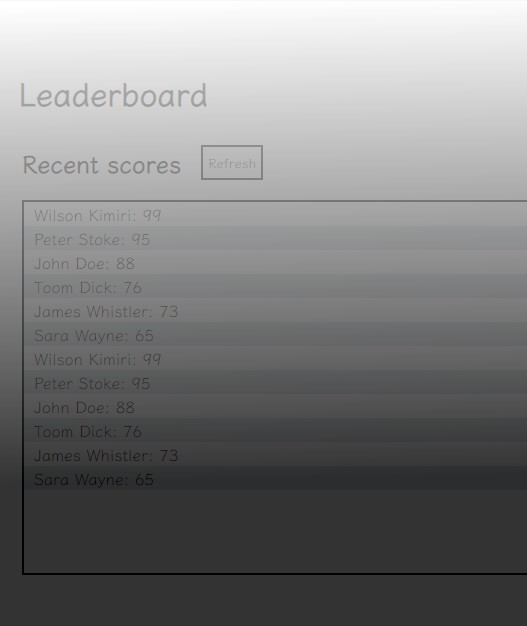 Leaderboard
Recent scores
Refresh
Wilson Kimiri: 99
Peter Stoke: 95
John Doe: 88
Toom Dick: 76
James Whistler: 73
Sara Wayne: 65
Wilson Kimiri: 99
Peter Stoke: 95
John Doe: 88
Toom Dick: 76
James Whistler: 73
Sara Wayne: 65